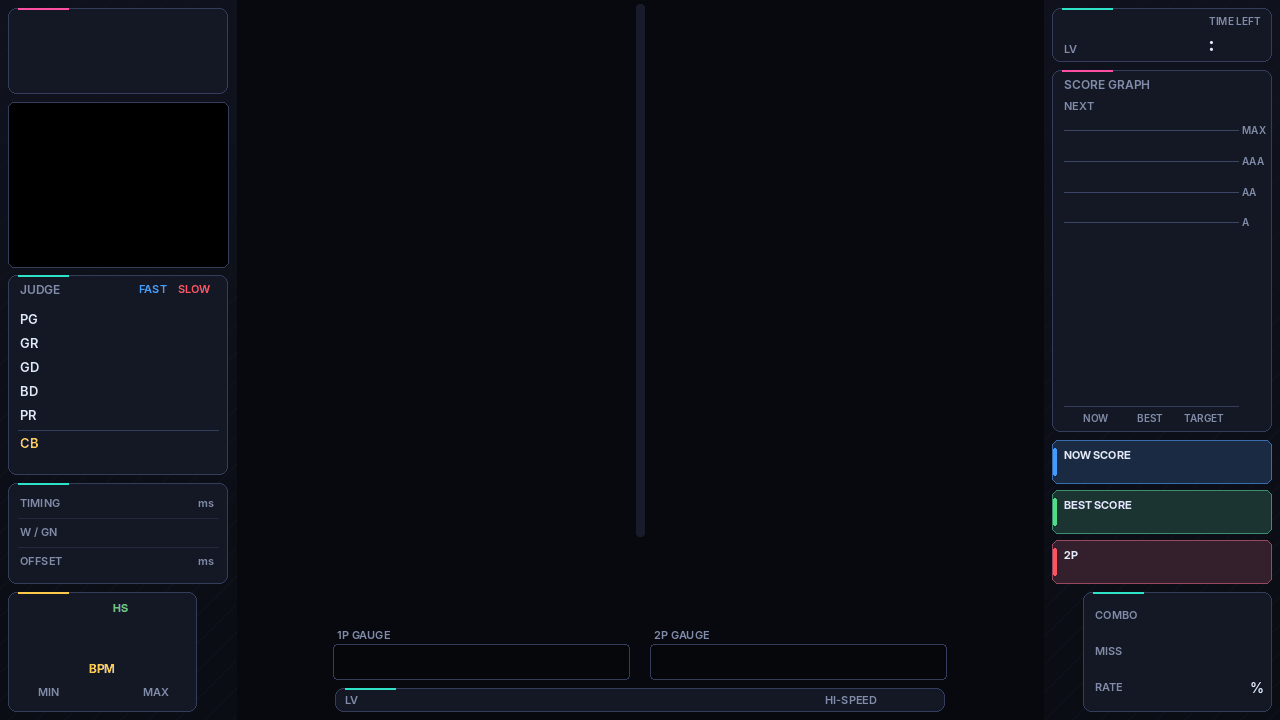 JUDGE FAST SLOW
PG
GR
GD
BD
PR
CB
TIMING ms
W / GN
OFFSET ms
HS
BPM
MIN MAX
1P GAUGE 2P GAUGE
LV HI-SPEED
TIME LEFT
LV :
SCORE GRAPH
NEXT
MAX
AAA
AA
A
NOW BEST TARGET
NOW SCORE
BEST SCORE
2P
COMBO
MISS
RATE %